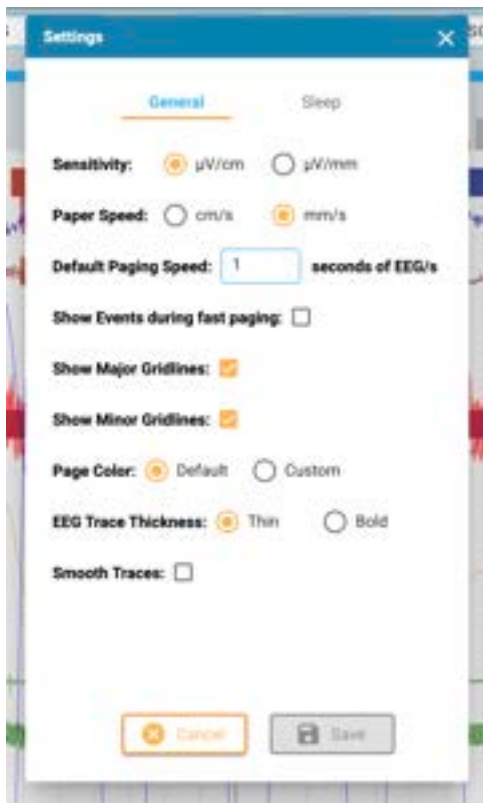 Settings
General Sleep
Sensitivity: µV/cm µV/mm
Paper Speed: cm/s mm/s
Default Paging Speed: 1 seconds of EEG/s
Show Events during fast paging:
Show Major Gridlines:
Show Minor Gridlines:
Page Color: Default Custom
EEG Trace Thickness: Thin Bold
Smooth Traces:
Cancel Save